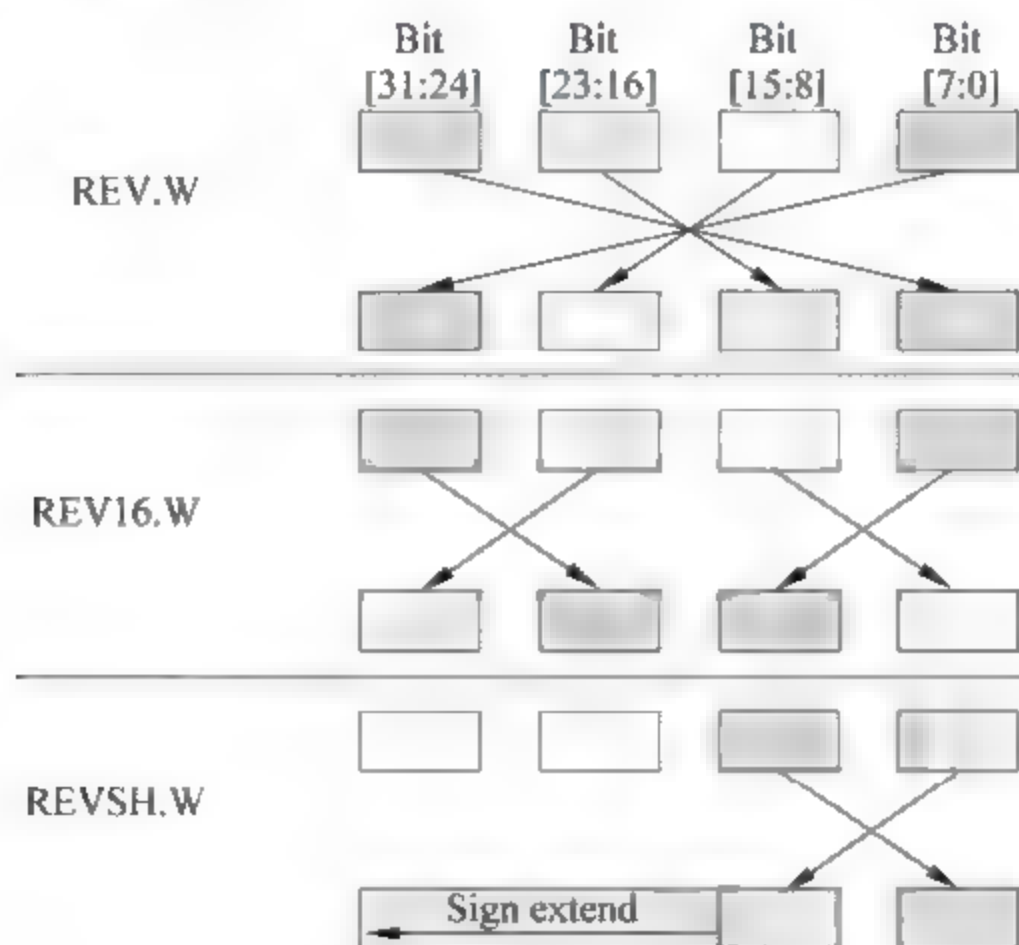 Bit Bit Bit Bit
[31:24] [23:16] [15:8] [7:0]
REV.W
REV16.W
REVSH.W
Sign extend